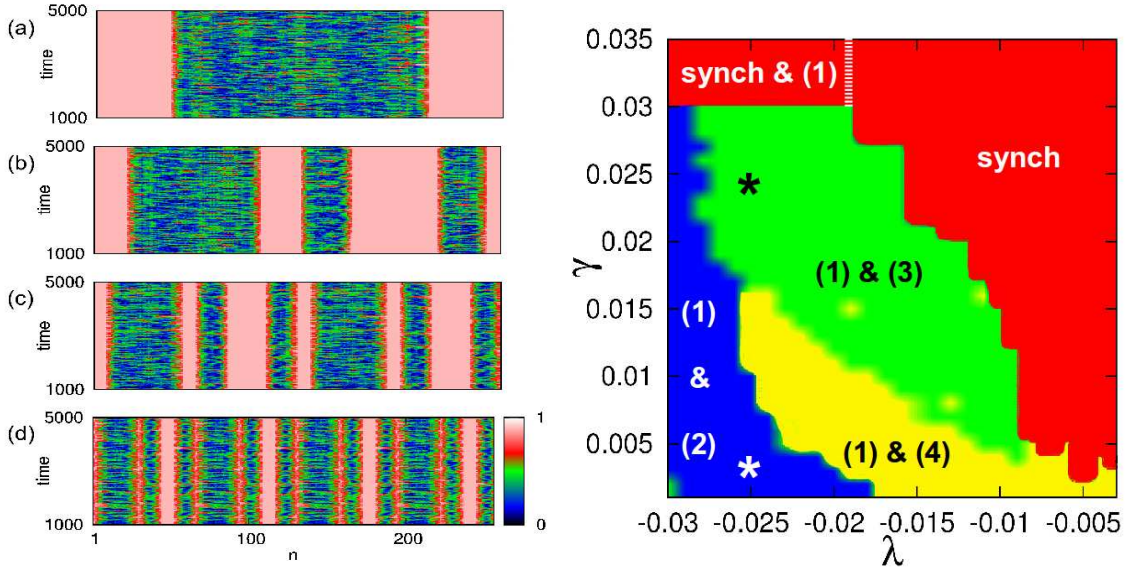 (a)
5000
time
1000
(b)
5000
time
1000
(c)
5000
time
1000
(d)
5000
time
1000
1
100
200
n
1
0
0.035
0.03
0.025
0.02
0.015
0.01
0.005
γ
synch & (1)
synch
*
(1) & (3)
(1)
&
(2)
*
(1) & (4)
-0.03
-0.025
-0.02
-0.015
-0.01
-0.005
λ